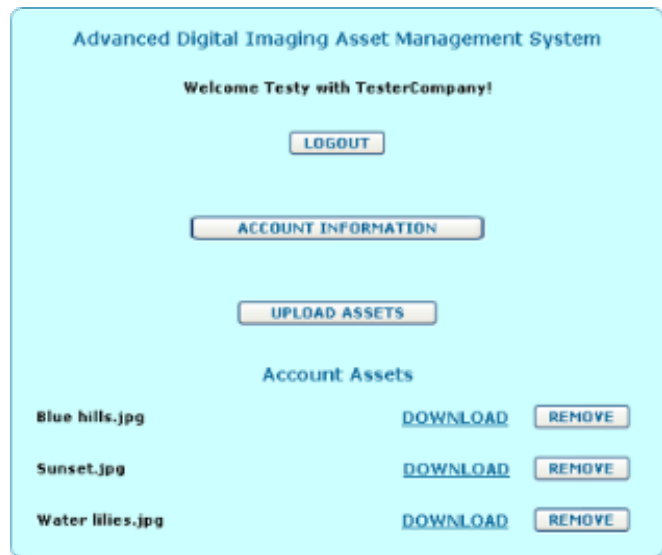 Advanced Digital Imaging Asset Management System
Welcome Testy with TesterCompany!
LOGOUT
ACCOUNT INFORMATION
UPLOAD ASSETS
Account Assets
Blue hills.jpg DOWNLOAD REMOVE
Sunset.jpg DOWNLOAD REMOVE
Water lilies.jpg DOWNLOAD REMOVE